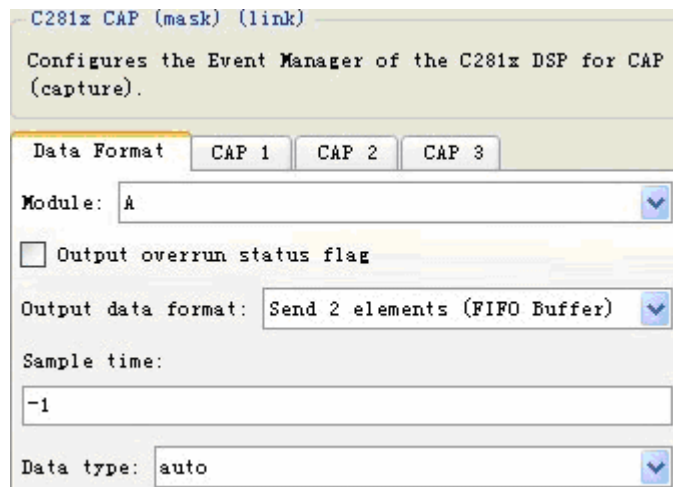 C281x CAP (mask) (link)
Configures the Event Manager of the C281x DSP for CAP
(capture).
Data Format CAP 1 CAP 2 CAP 3
Module: A
Output overrun status flag
Output data format: Send 2 elements (FIFO Buffer)
Sample time:
-1
Data type: auto